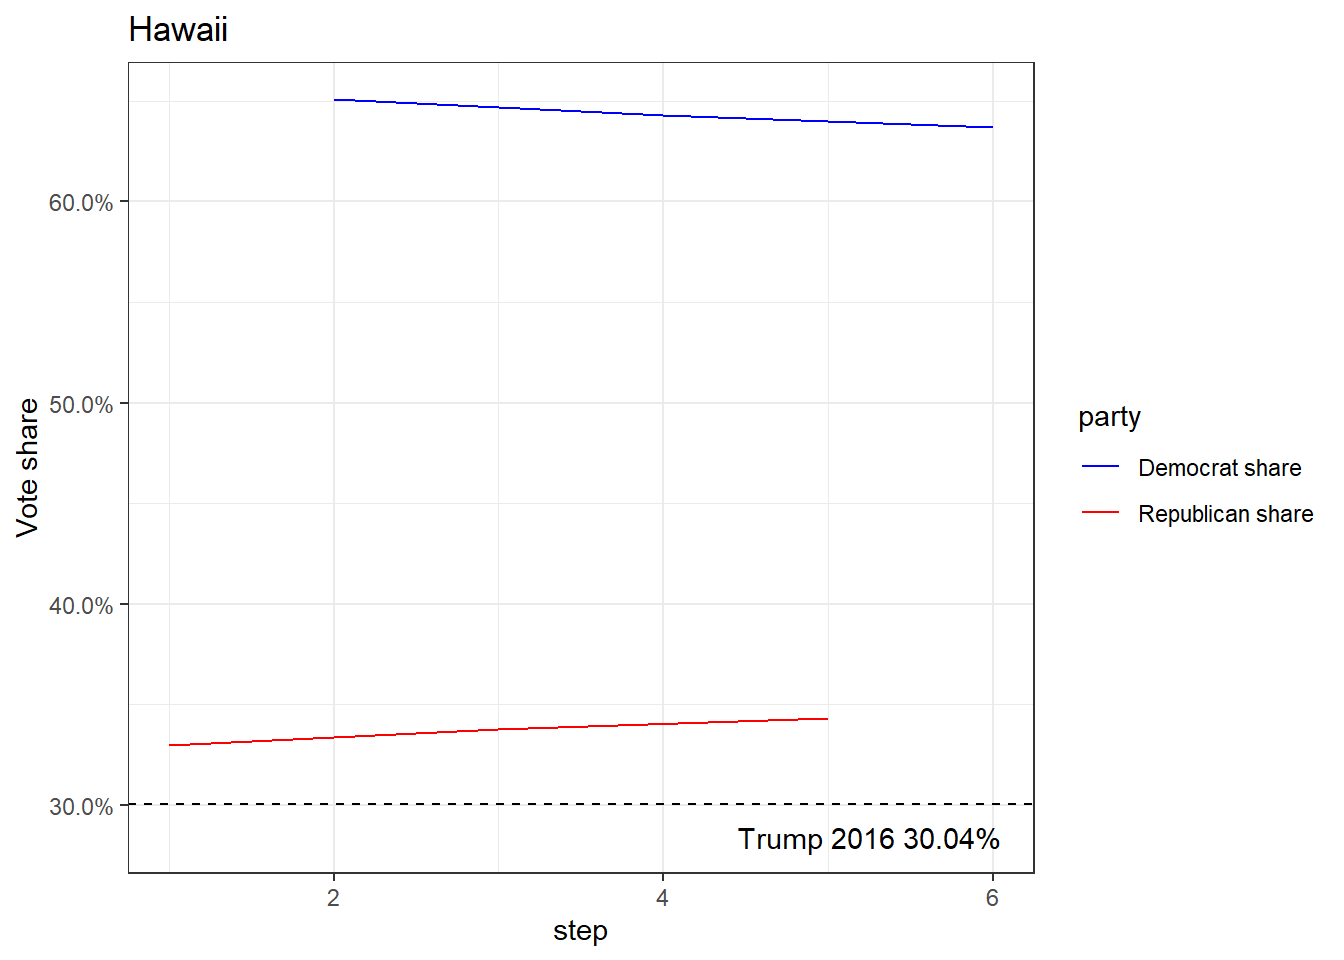 Hawaii
Vote share
60.0%
50.0%
40.0%
30.0%
Trump 2016 30.04%
2
4
6
step
party
Democrat share
Republican share